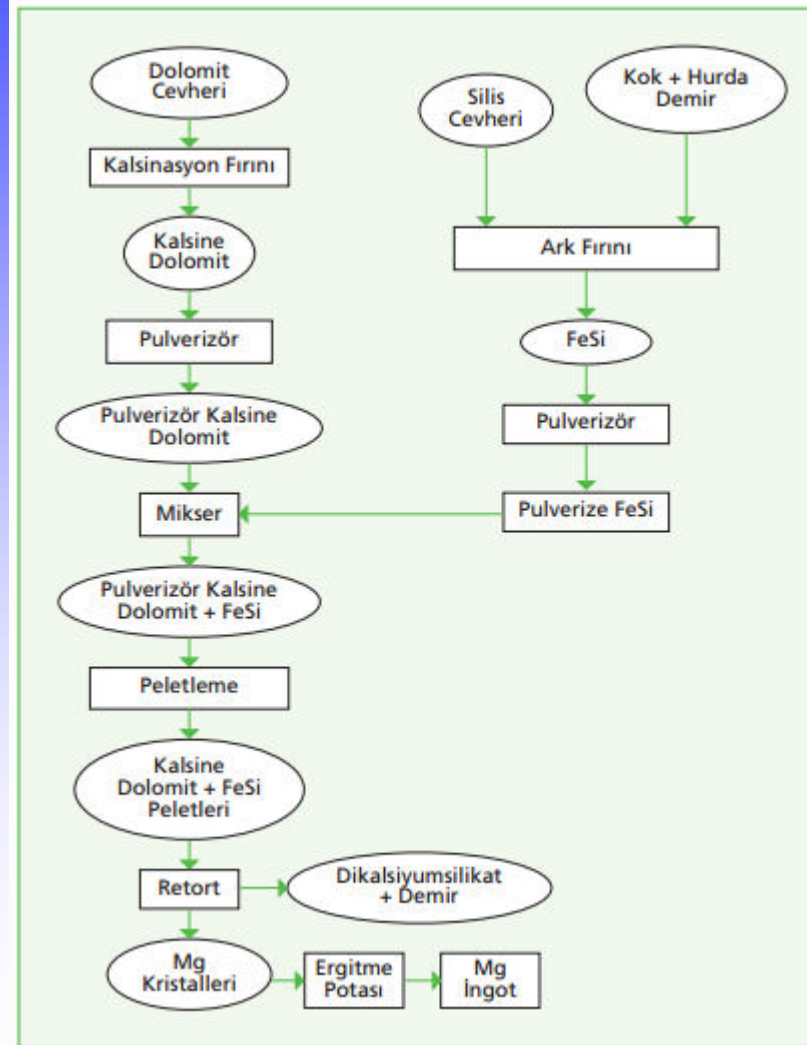 Dolomit
Cevheri
Kalsinasyon Fırını
Kalsine
Dolomit
Pulverizör
Pulverizör Kalsine
Dolomit
Mikser
Pulverizör Kalsine
Dolomit + FeSi
Peletleme
Kalsine
Dolomit + FeSi
Peletleri
Retort
Dikalsiyumsilikat
+ Demir
Mg
Kristalleri
Ergitme
Potası
Mg
İngot
Silis
Cevheri
Kok + Hurda
Demir
Ark Fırını
FeSi
Pulverizör
Pulverize FeSi